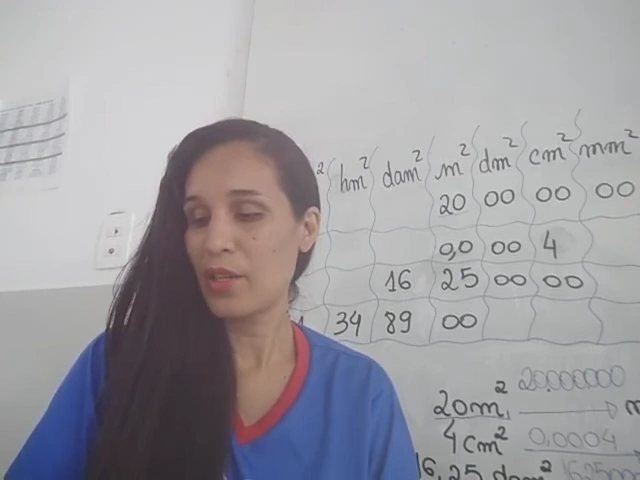 ² hm² dam² m² dm² cm² mm²
20 00 00 00
0,0 00 4
16 25 00 00
34 89 00
20m² 20.000000
4cm² 0,0004
16,25 dam²